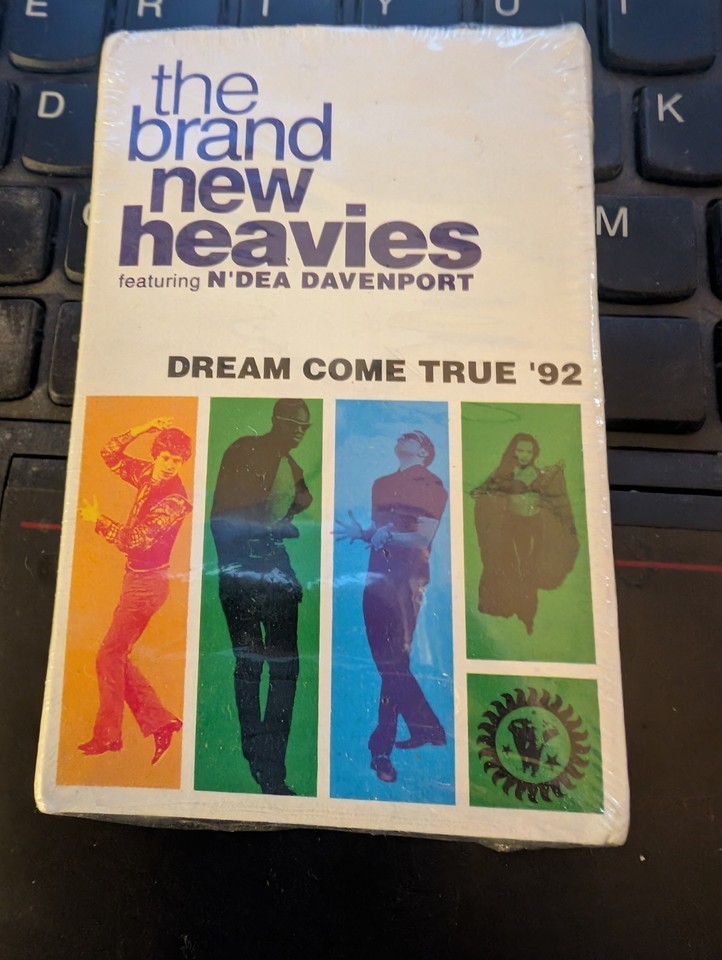 E R T Y U I
D K
M
the
brand
new
heavies
featuring N'DEA DAVENPORT
DREAM COME TRUE '92